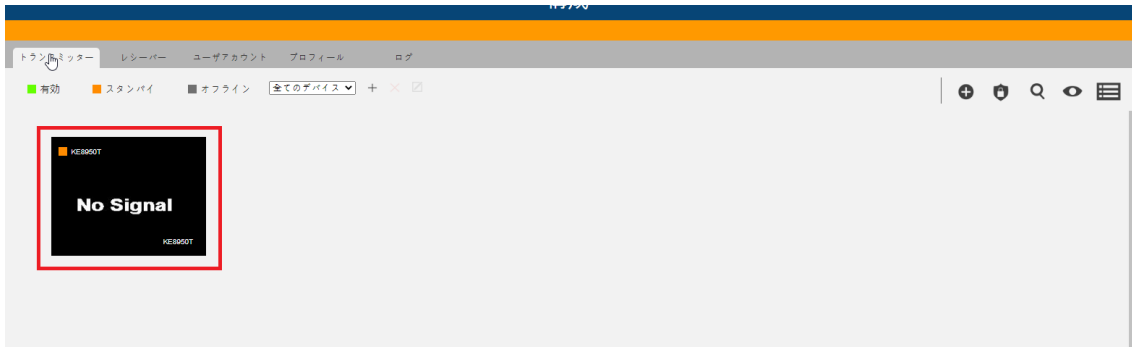 トランスミッター レシーバー ユーザアカウント プロフィール ログ
有効 スタンバイ オフライン 全てのデバイス
KE8950T
No Signal
KE8950T